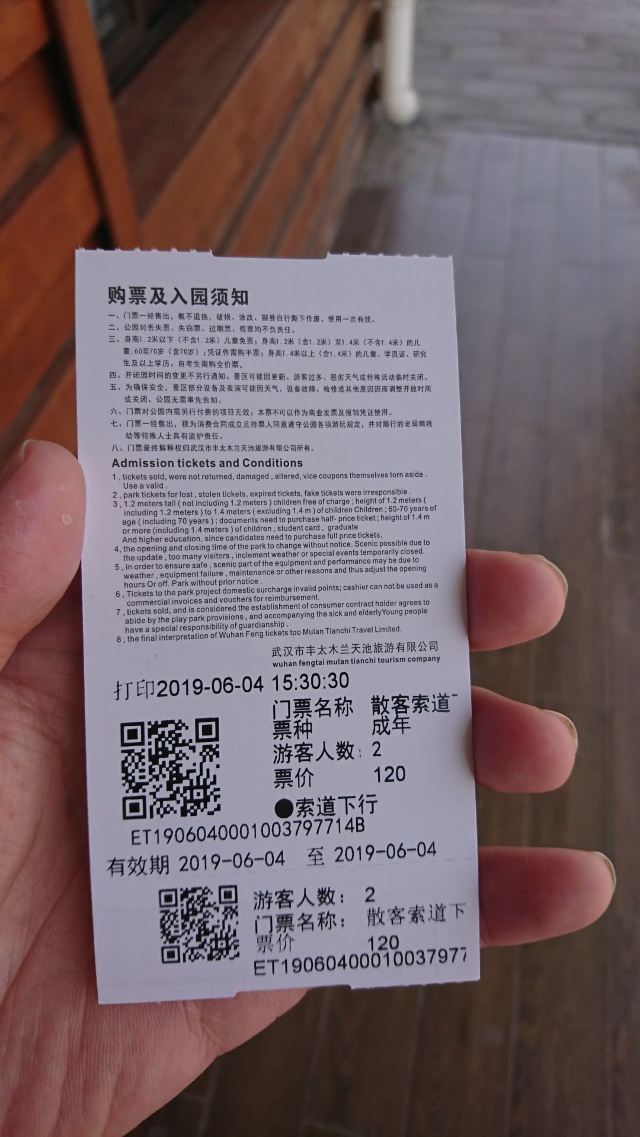 购票及入园须知
一、门票一经售出，概不退换，破损、涂改、副券自行撕下作废。使用一次有效。
二、公园对丢失票、失窃票、过期票、假票均不负责任。
三、身高1.2米以下（不含1.2米）儿童免票；身高1.2米（含1.2米）至1.4米（不含1.4米）的儿
童；60至70岁（含70岁）；凭证件需购半票；身高1.4米以上（含1.4米）的儿童，学员证、研究
生及以上学历、自考生需购全价票。
四、开闭园时间的变更不另行通知。景区可能因更新、游客过多、恶劣天气或特殊活动临时关闭。
五、为确保安全，景区部分设备及表演可能因天气、设备故障、检修或其他原因因而调整开放时间
或关闭。公园无需事先告知。
六、门票对公园内需另行付费的项目无效；本票不可以作为商业发票及报销凭证使用。
七、门票一经售出，视为消费合同成立且持票人同意遵守公园各项游玩规定，并对随行的老弱病残
幼等特殊人士具有监护责任。
八、门票最终解释权归武汉市丰太木兰天池旅游有限公司所有。
Admission tickets and Conditions
1 , tickets sold, were not returned, damaged , altered, vice coupons themselves torn aside .
Use a valid .
2 , park tickets for lost , stolen tickets, expired tickets, fake tickets were irresponsible .
3 , 1.2 meters tall ( not including 1.2 meters ) children free of charge ; height of 1.2 meters (
including 1.2 meters ) to 1.4 meters ( excluding 1.4 m ) of children Children ; 60-70 years of
age ( including 70 years ) ; documents need to purchase half- price ticket ; height of 1.4 m
or more (including 1.4 meters ) of children , student card , graduate
And higher education, since candidates need to purchase full price tickets.
4, the opening and closing time of the park to change without notice. Scenic possible due to
the update , too many visitors , inclement weather or special events temporarily closed.
5 , in order to ensure safe , scenic part of the equipment and performance may be due to
weather , equipment failure , maintenance or other reasons and thus adjust the opening
hours Or off. Park without prior notice .
6 , Tickets to the park project domestic surcharge invalid points; cashier can not be used as a
commercial invoices and vouchers for reimbursement.
7 , tickets sold, and is considered the establishment of consumer contract holder agrees to
abide by the play park provisions , and accompanying the sick and elderlyYoung people
have a special responsibility of guardianship .
8 , the final interpretation of Wuhan Feng tickets too Mulan Tianchi Travel Limited.
武汉市丰太木兰天池旅游有限公司
wuhan fengtai mulan tianchi tourism company
打印2019-06-04 15:30:30
门票名称 散客索道
票种 成年
游客人数：2
票价 120
●索道下行
ET1906040001003797714B
有效期 2019-06-04 至 2019-06-04
游客人数： 2
门票名称： 散客索道下
票价 120
ET19060400010037977